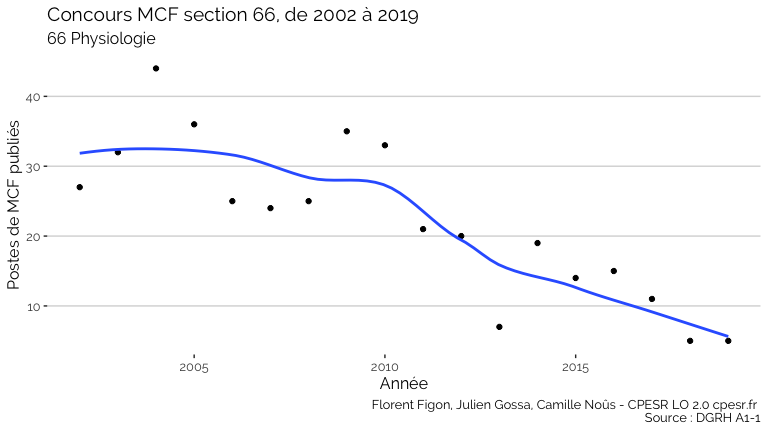 Concours MCF section 66, de 2002 à 2019
66 Physiologie
Postes de MCF publiés
40
30
20
10
2005 2010 2015
Année
Florent Figon, Julien Gossa, Camille Noûs - CPESR LO 2.0 cpesr.fr
Source : DGRH A1-1